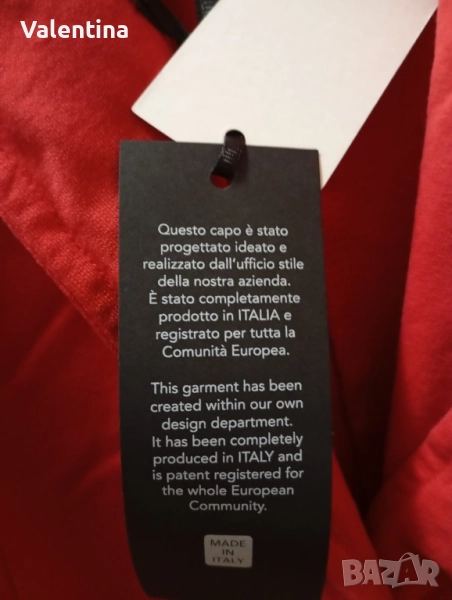 Valentina
Questo capo è stato
progettato ideato e
realizzato dall'ufficio stile
della nostra azienda.
È stato completamente
prodotto in ITALIA e
registrato per tutta la
Comunità Europea.
This garment has been
created within our own
design department.
It has been completely
produced in ITALY and
is patent registered for
the whole European
Community.
MADE
IN
ITALY
BAZAR